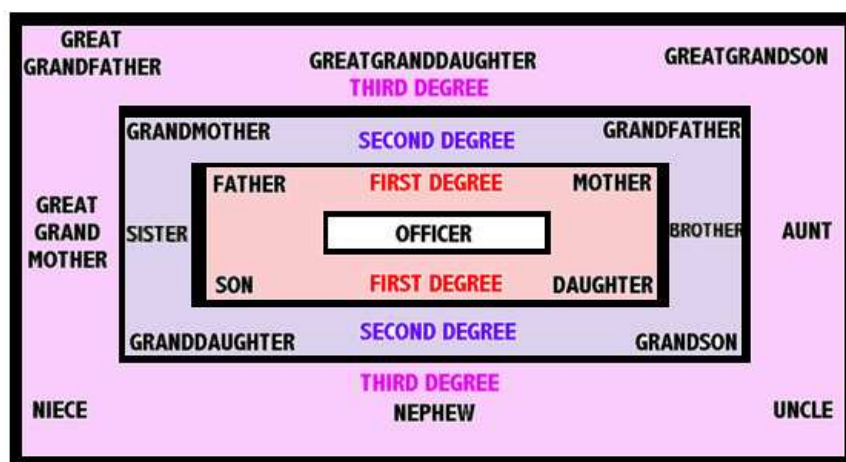 GREAT
GRANDFATHER
GREATGRANDDAUGHTER
GREATGRANDSON
THIRD DEGREE
GRANDMOTHER
SECOND DEGREE
GRANDFATHER
FATHER
FIRST DEGREE
MOTHER
GREAT
GRAND
MOTHER
SISTER
OFFICER
BROTHER
AUNT
SON
FIRST DEGREE
DAUGHTER
GRANDDAUGHTER
SECOND DEGREE
GRANDSON
THIRD DEGREE
NIECE
NEPHEW
UNCLE